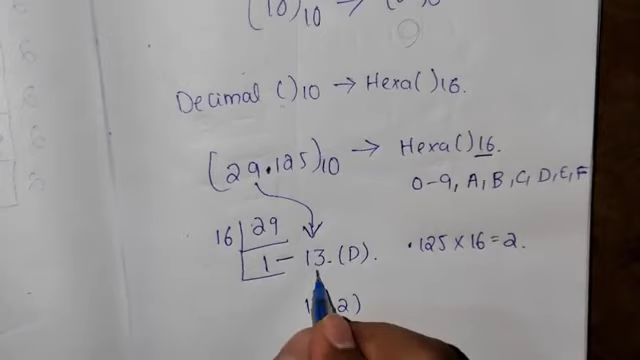 (10)10 →
Decimal ( )10 → Hexa( )16.
(29.125)10 → Hexa( )16.
0-9, A, B, C, D, E, F
16 29
1 - 13. (D).
.125 × 16 = 2.
2)